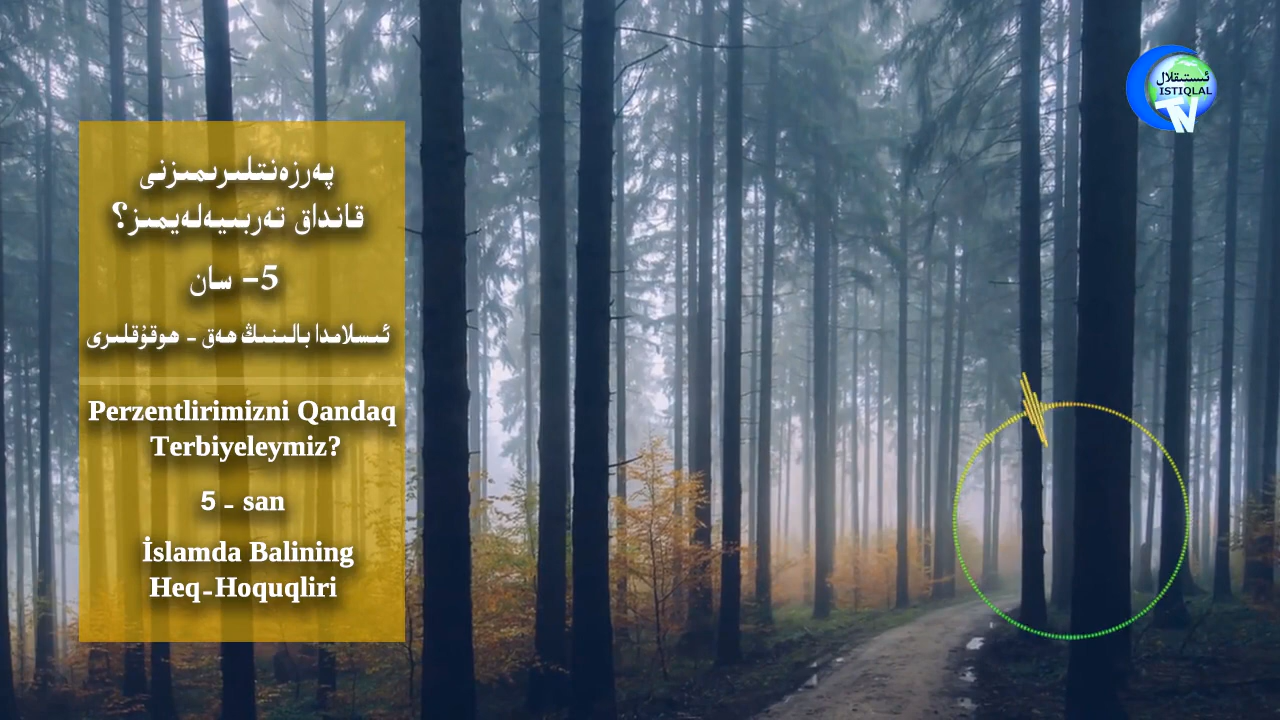 پەرزەنتلىرىمىزنى
قانداق تەربىيەلەيمىز؟
5- سان
ئىسلامدا بالىنىڭ ھەق - ھوقۇقلىرى
Perzentlirimizni Qandaq
Terbiyeleymiz?
5 - san
İslamda Balining
Heq-Hoquqliri
ئىستىقلال
ISTIQLAL
TV